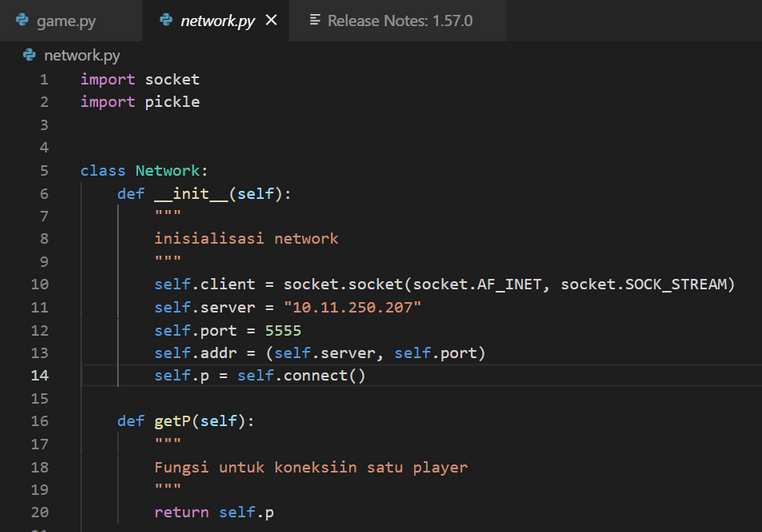 game.py network.py Release Notes: 1.57.0
network.py
1 import socket
2 import pickle
3
4
5 class Network:
6     def __init__(self):
7         """
8         inisialisasi network
9         """
10         self.client = socket.socket(socket.AF_INET, socket.SOCK_STREAM)
11         self.server = "10.11.250.207"
12         self.port = 5555
13         self.addr = (self.server, self.port)
14         self.p = self.connect()
15
16     def getP(self):
17         """
18         Fungsi untuk koneksiin satu player
19         """
20         return self.p